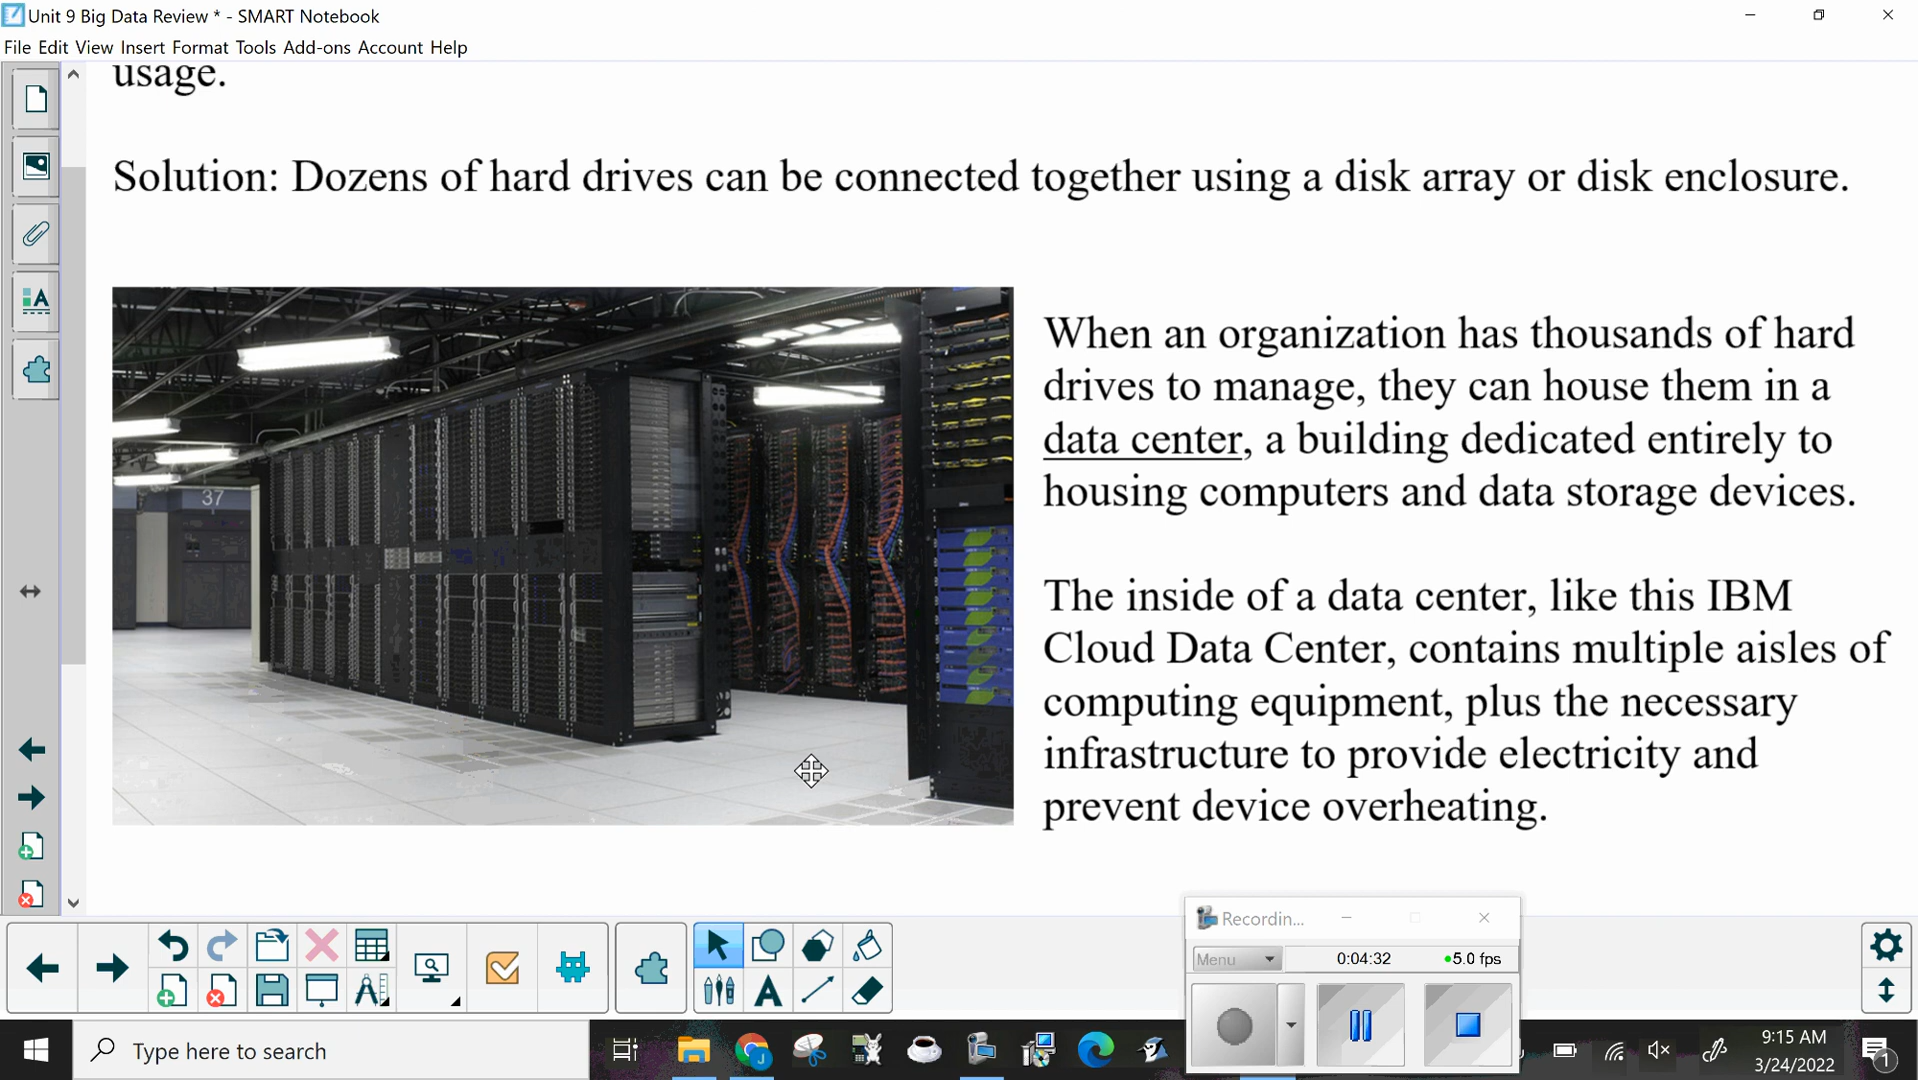 Unit 9 Big Data Review * - SMART Notebook
File Edit View Insert Format Tools Add-ons Account Help
usage.
Solution: Dozens of hard drives can be connected together using a disk array or disk enclosure.
37
When an organization has thousands of hard
drives to manage, they can house them in a
data center, a building dedicated entirely to
housing computers and data storage devices.
The inside of a data center, like this IBM
Cloud Data Center, contains multiple aisles of
computing equipment, plus the necessary
infrastructure to provide electricity and
prevent device overheating.
Recordin...
Menu
0:04:32
5.0 fps
Type here to search
9:15 AM
3/24/2022
1